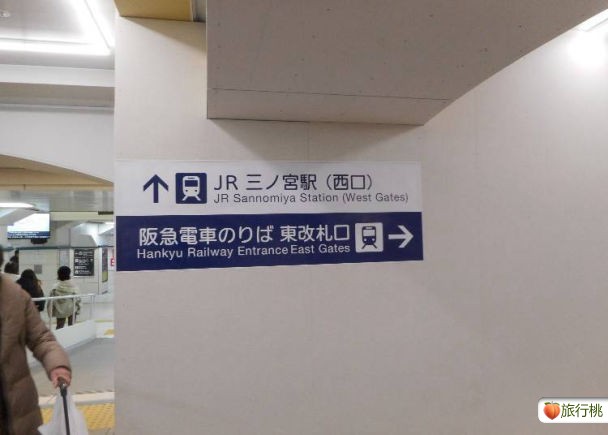 JR 三ノ宮駅（西口）
JR Sannomiya Station (West Gates)
阪急電車のりば 東改札口
Hankyu Railway Entrance East Gates
旅行桃